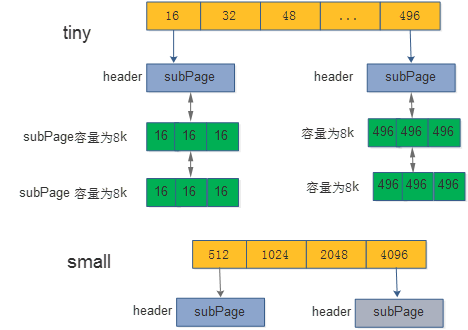 16 32 48 ... 496
tiny
header subPage header subPage
subPage容量为8k 16 16 16 容量为8k 496 496 496
subPage 容量为8k 16 16 16 容量为8k 496 496 496
small
512 1024 2048 4096
header subPage header subPage